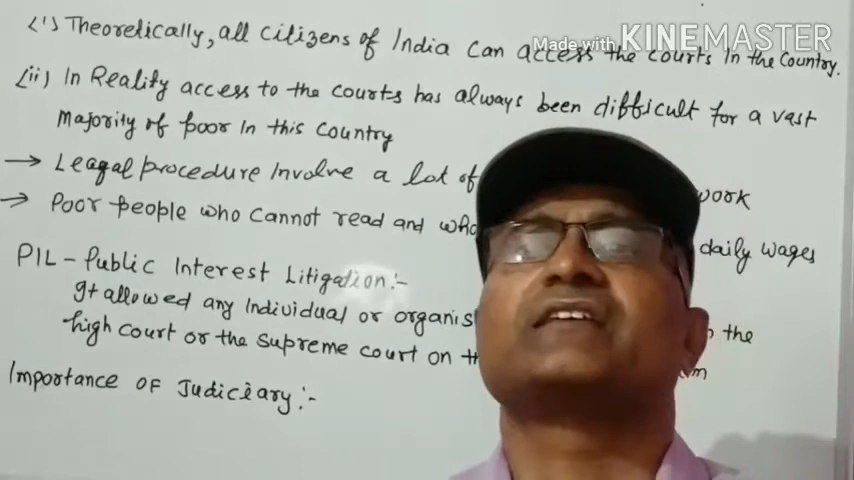 (i) Theoretically, all citizens of India can access the courts in the country.
Made with KINEMASTER
(ii) In Reality access to the courts has always been difficult for a vast
majority of poor in this country
→ Leagal procedure involve a lot of work
→ Poor people who cannot read and who daily wages
PIL - Public Interest Litigation:-
It allowed any individual or the
high court or the supreme court on
Importance of Judiciary:-